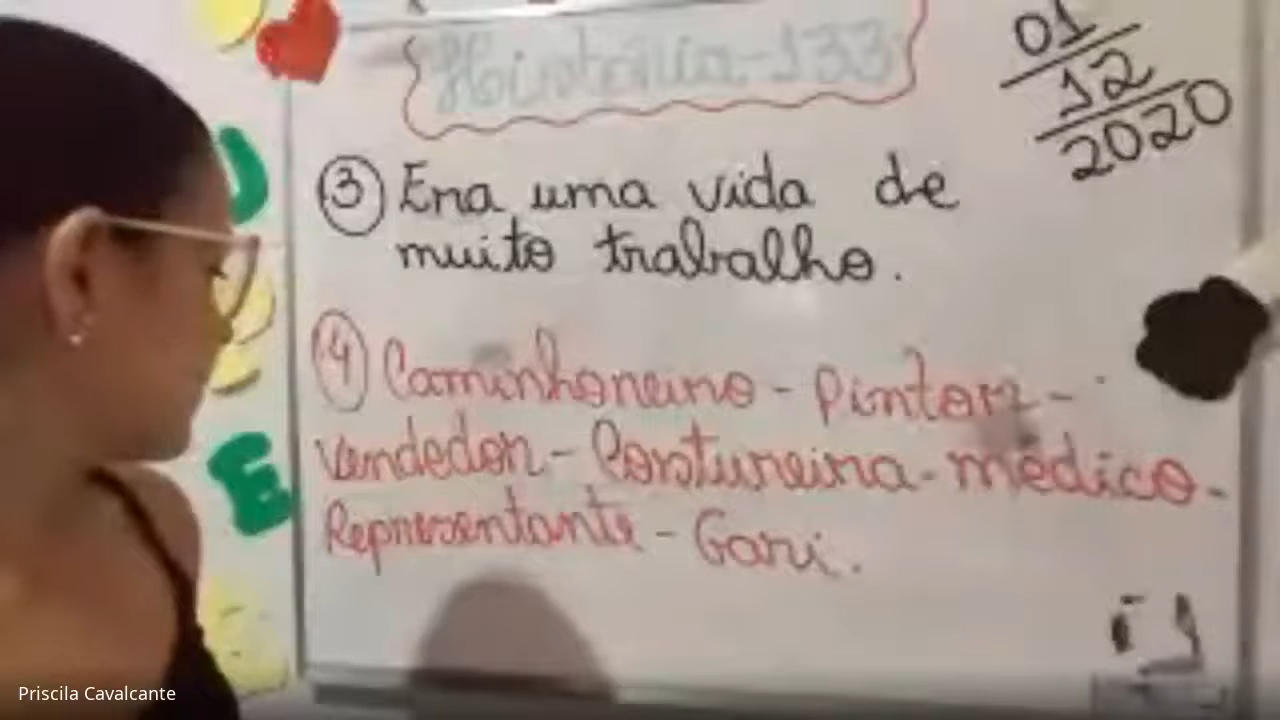 História-133
01
12
2020
③ Era uma vida de
muito trabalho.
④ Caminhoneiro - Pintor -
vendedor - Costureira - médico -
Representante - Gari.
E
Priscila Cavalcante